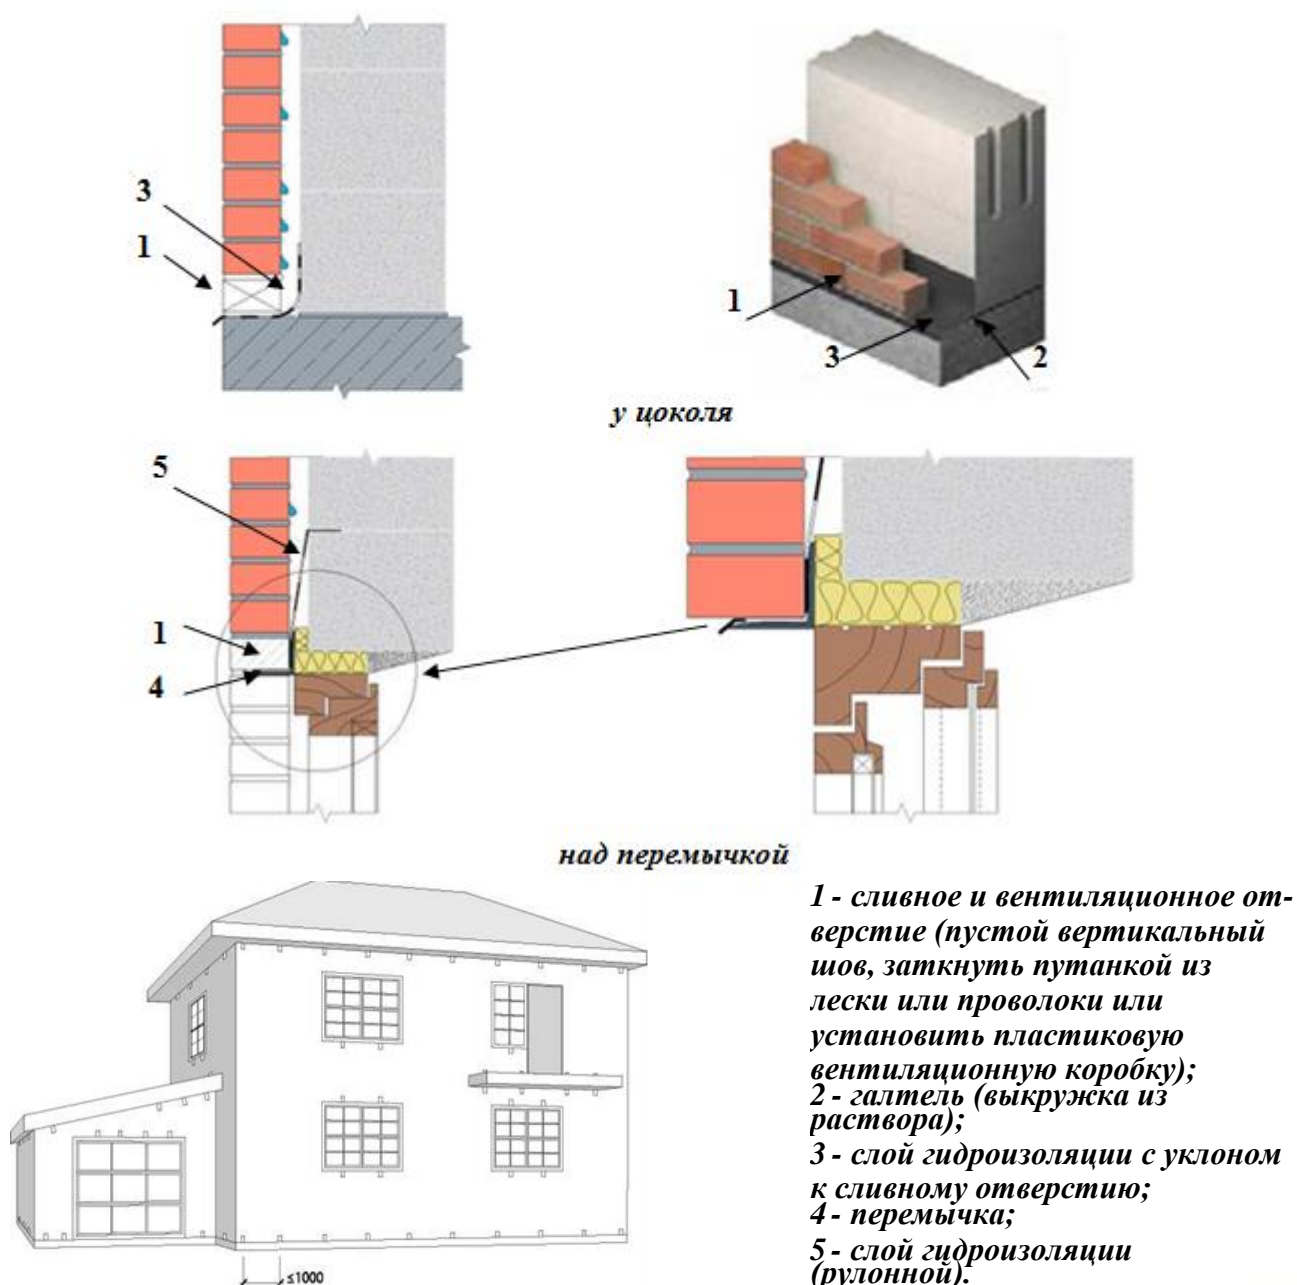 3
1
1
3
2
у цоколя
5
1
4
над перемычкой
1 - сливное и вентиляционное от-
верстие (пустой вертикальный
шов, заткнуть путанкой из
лески или проволоки или
установить пластиковую
вентиляционную коробку);
2 - галтель (выкружка из
раствора);
3 - слой гидроизоляции с уклоном
к сливному отверстию;
4 - перемычка;
5 - слой гидроизоляции
(рулонной).
≤1000